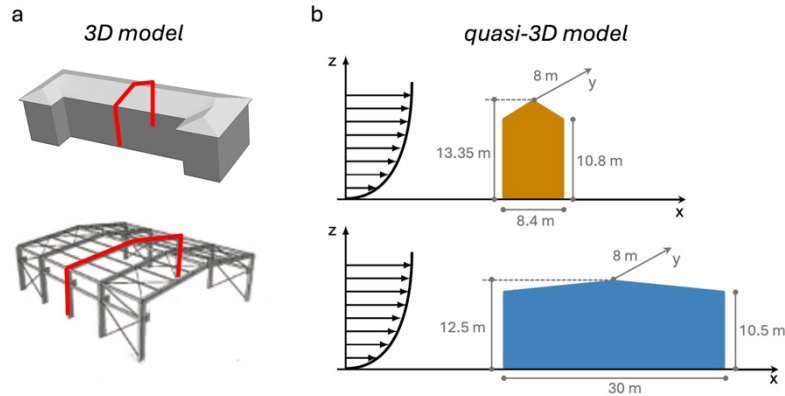 a
3D model
b
quasi-3D model
z
8 m
y
13.35 m
10.8 m
8.4 m
x
z
8 m
y
12.5 m
10.5 m
30 m
x